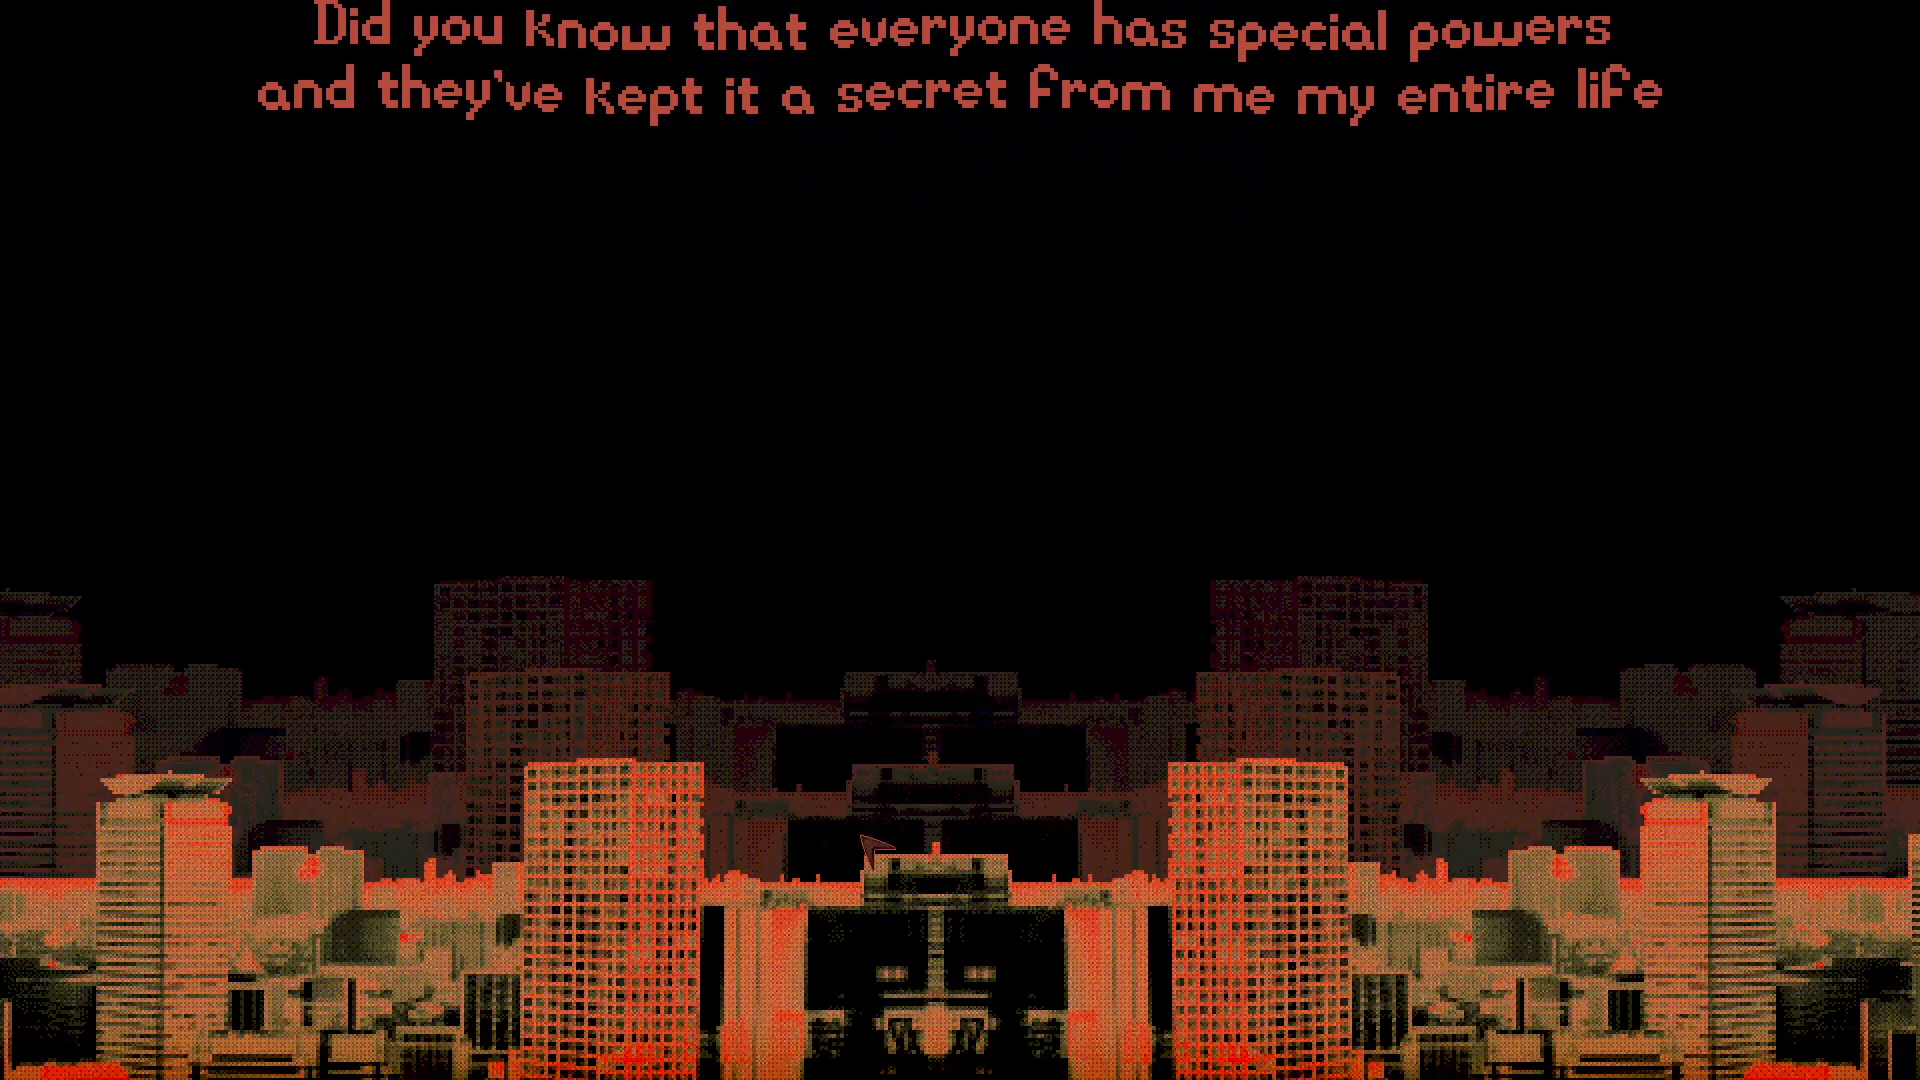 Did you know that everyone has special powers
and they've kept it a secret from me my entire life